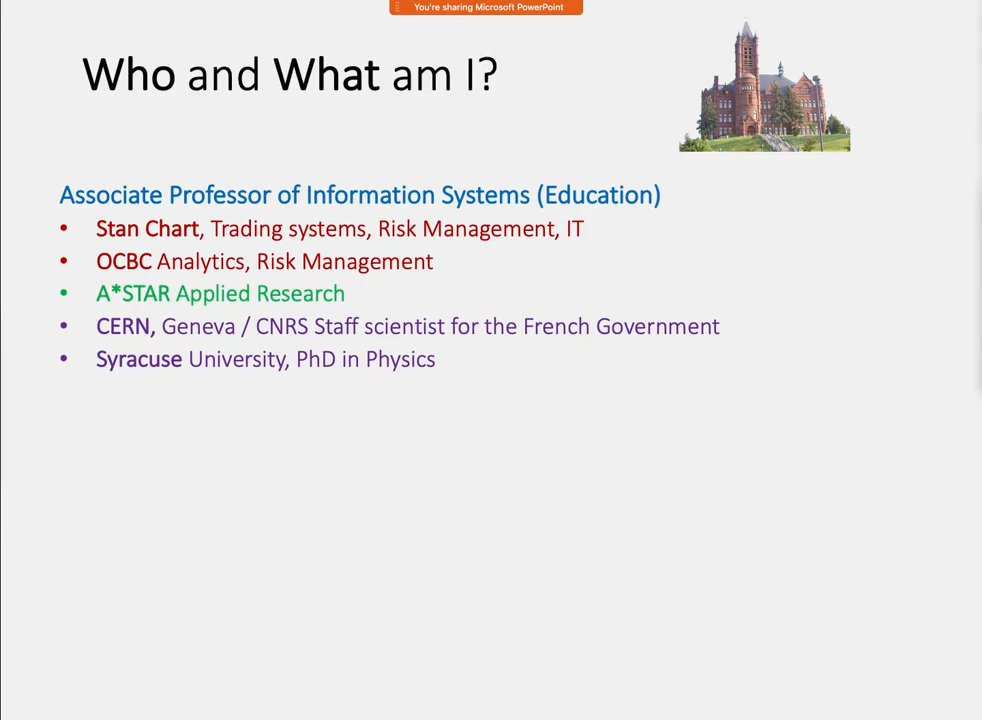 You're sharing Microsoft PowerPoint
Who and What am I?
Associate Professor of Information Systems (Education)
• Stan Chart, Trading systems, Risk Management, IT
• OCBC Analytics, Risk Management
• A*STAR Applied Research
• CERN, Geneva / CNRS Staff scientist for the French Government
• Syracuse University, PhD in Physics